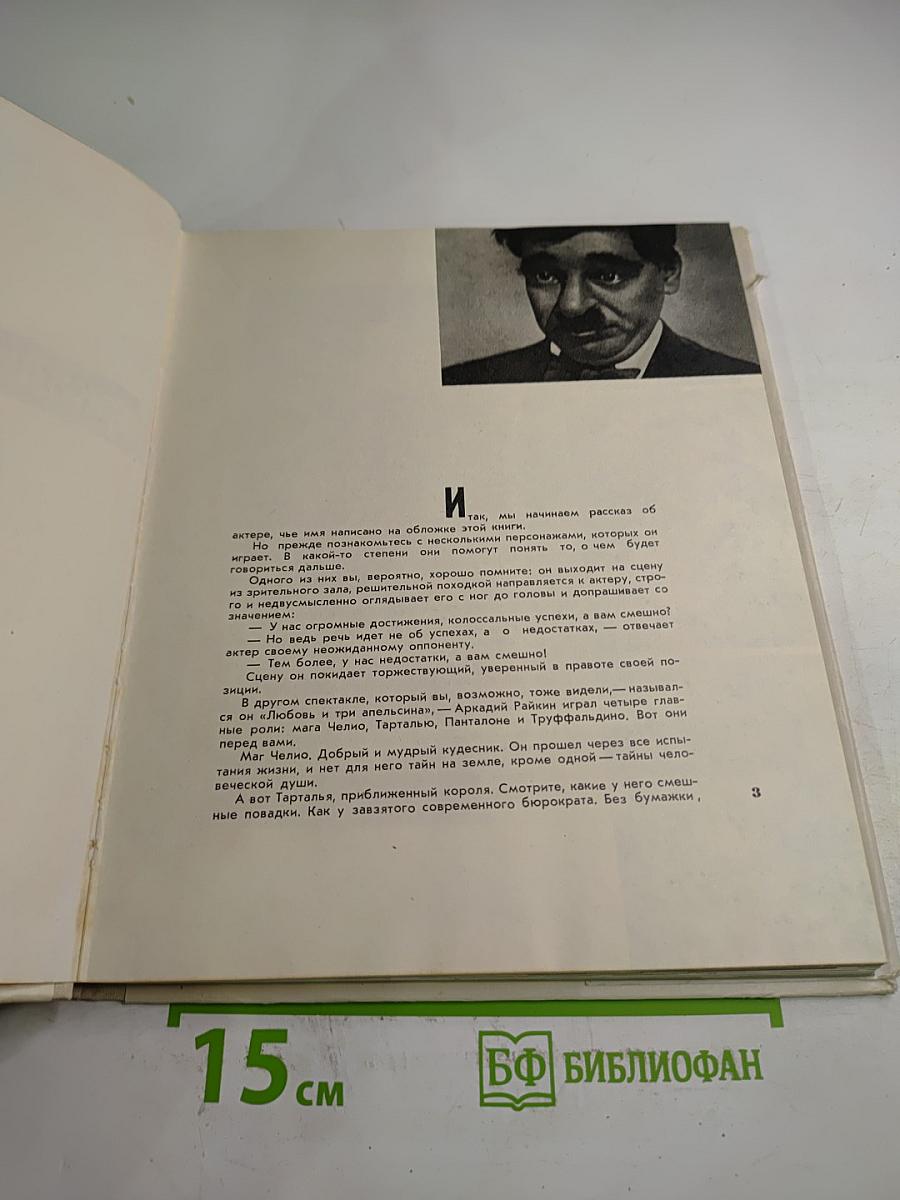 Итак, мы начинаем рассказ об
актере, чье имя написано на обложке этой книги.
Но прежде познакомьтесь с несколькими персонажами, которых он
играет. В какой-то степени они помогут понять то, о чем будет
говориться дальше.
Одного из них вы, вероятно, хорошо помните: он выходит на сцену
из зрительного зала, решительной походкой направляется к актеру, стро-
го и недвусмысленно оглядывает его с ног до головы и допрашивает со
значением:
— У нас огромные достижения, колоссальные успехи, а вам смешно?
— Но ведь речь идет не об успехах, а о недостатках, — отвечает
актер своему неожиданному оппоненту.
— Тем более, у нас недостатки, а вам смешно!
Сцену он покидает торжествующий, уверенный в правоте своей по-
зиции.
В другом спектакле, который вы, возможно, тоже видели,— называл-
ся он «Любовь и три апельсина»,— Аркадий Райкин играл четыре глав-
ные роли: мага Челио, Тарталью, Панталоне и Труффальдино. Вот они
перед вами.
Маг Челио. Добрый и мудрый кудесник. Он прошел через все испы-
тания жизни, и нет для него тайн на земле, кроме одной — тайны чело-
веческой души.
А вот Тарталья, приближенный короля. Смотрите, какие у него смеш-
ные повадки. Как у завзятого современного бюрократа. Без бумажки,
3
15 см
БФ БИБЛИОФАН